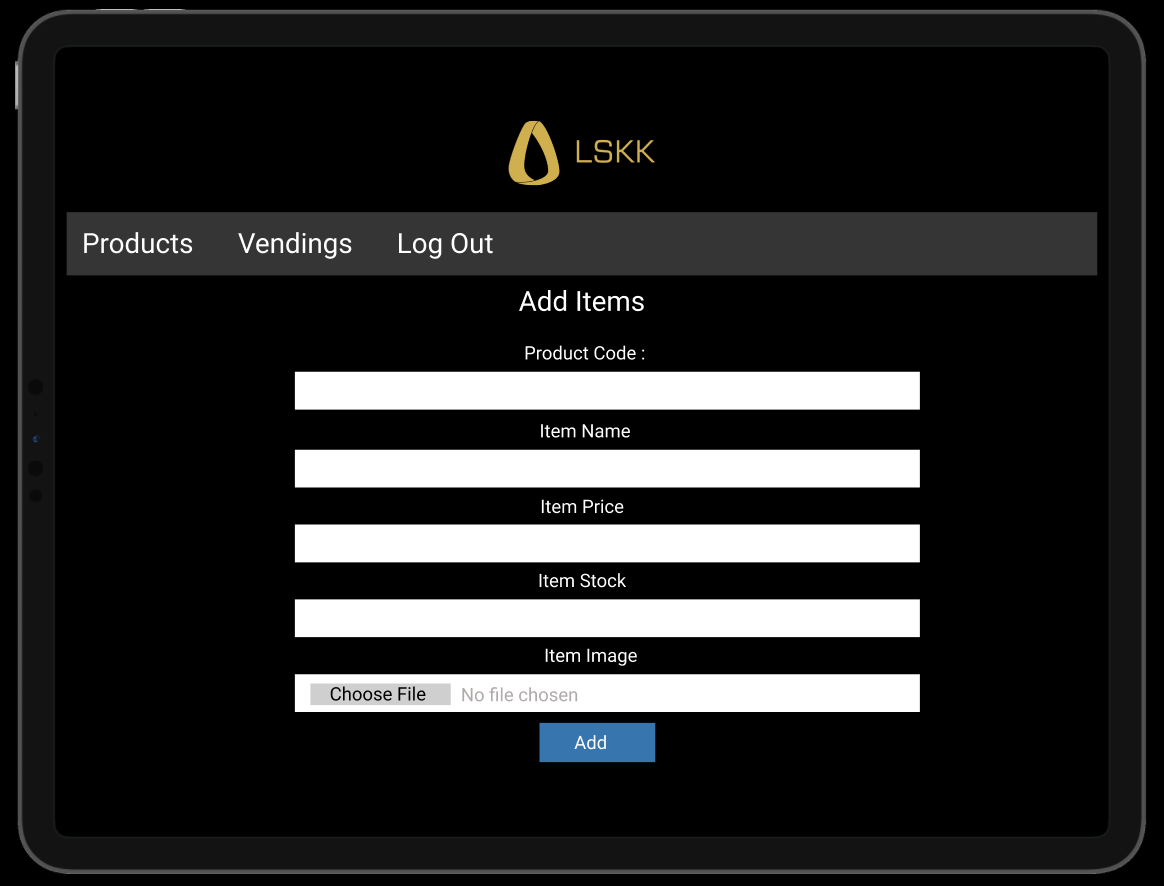 LSKK
Products Vendings Log Out
Add Items
Product Code :
Item Name
Item Price
Item Stock
Item Image
Choose File No file chosen
Add